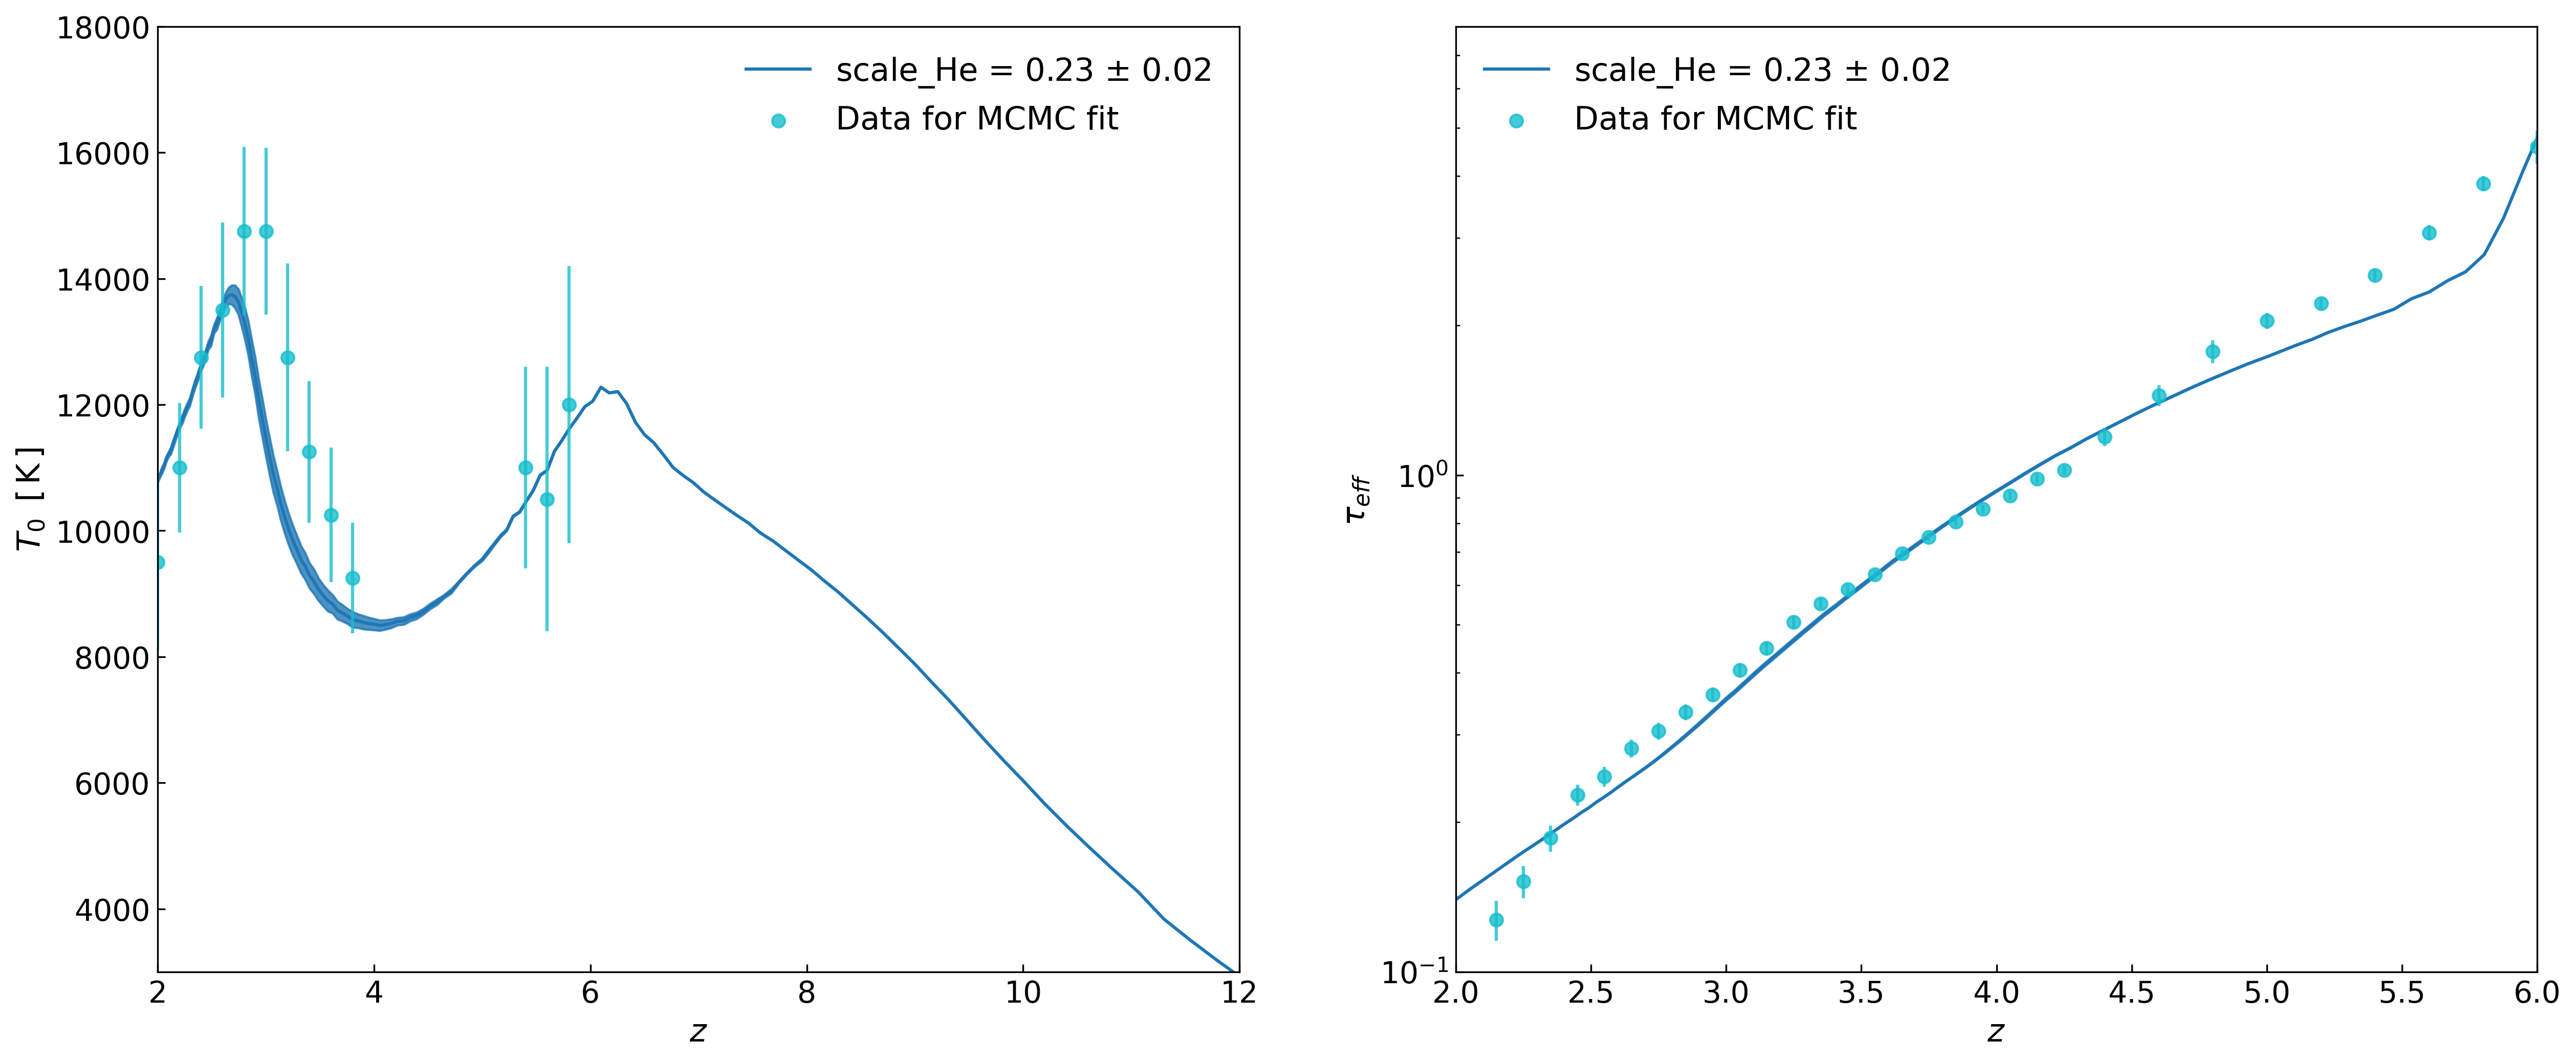 18000
16000
14000
12000
10000
8000
6000
4000
T₀ [ K ]
2 4 6 8 10 12
z
scale_He = 0.23 ± 0.02
Data for MCMC fit
10⁰
10⁻¹
τeff
2.0 2.5 3.0 3.5 4.0 4.5 5.0 5.5 6.0
z
scale_He = 0.23 ± 0.02
Data for MCMC fit